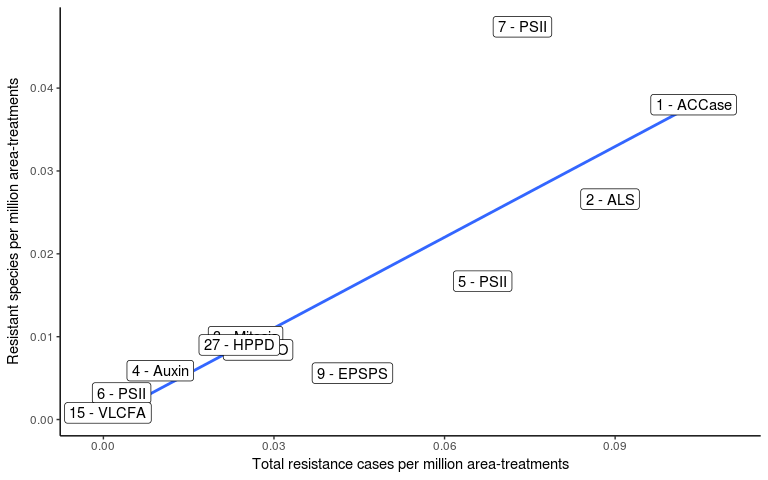 7 - PSII
0.04
1 - ACCase
0.03
2 - ALS
0.02
5 - PSII
0.01
27 - HPPD
O
4 - Auxin
9 - EPSPS
6 - PSII
15 - VLCFA
0.00
0.00
0.03
0.06
0.09
Total resistance cases per million area-treatments
Resistant species per million area-treatments